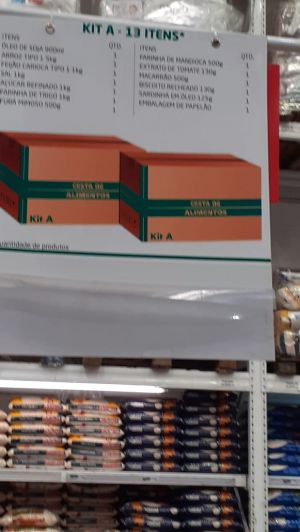 KIT A - 13 ITENS*
ITENS QTD.
ÓLEO DE SOJA 900ml 1
ARROZ TIPO 1 5kg 1
FEIJÃO CARIOCA TIPO 1 1kg 1
SAL 1kg 1
AÇÚCAR REFINADO 1kg 1
FARINHA DE TRIGO 1kg 1
FUBÁ MIMOSO 500g 1
ITENS QTD.
FARINHA DE MANDIOCA 500g 1
EXTRATO DE TOMATE 130g 1
MACARRÃO 500g 1
BISCOITO RECHEADO 130g 1
SARDINHA EM ÓLEO 125g 1
EMBALAGEM DE PAPELÃO 1
CESTA DE
ALIMENTOS
Kit A
CESTA DE
ALIMENTOS
Kit A
quantidade de produtos